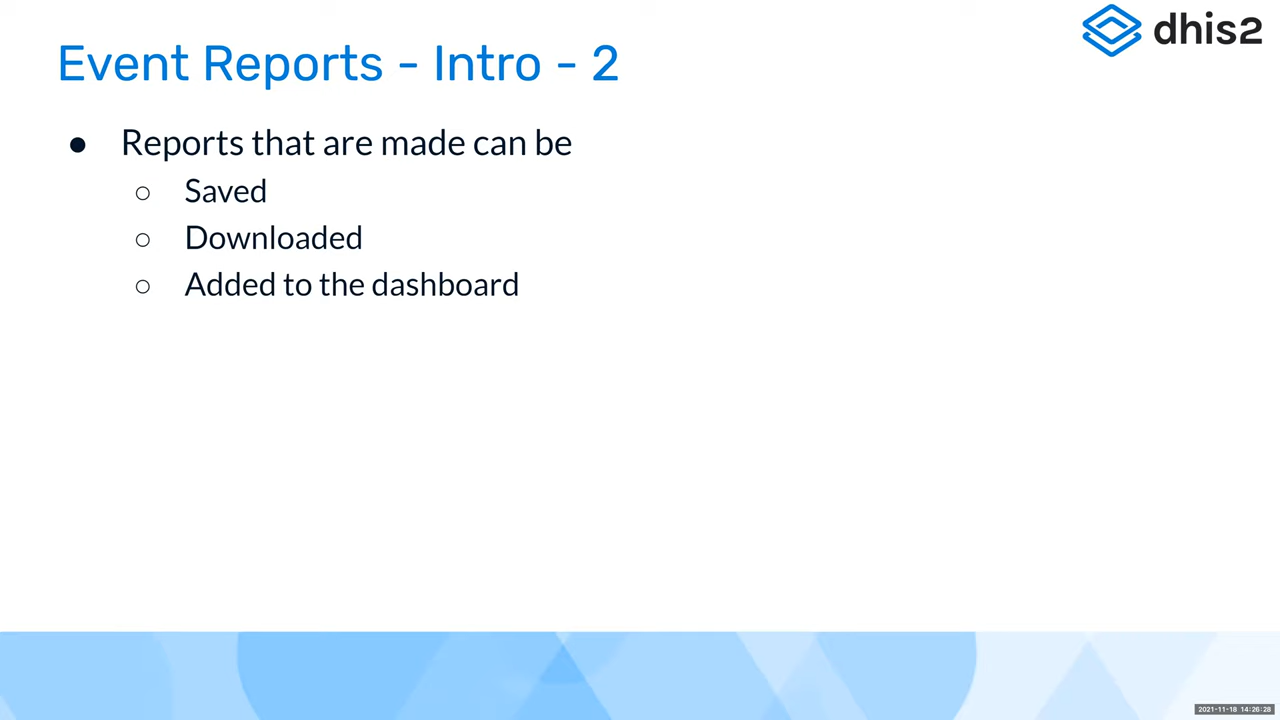 dhis2
Event Reports - Intro - 2
● Reports that are made can be
○ Saved
○ Downloaded
○ Added to the dashboard
2021-11-18 14:26:28